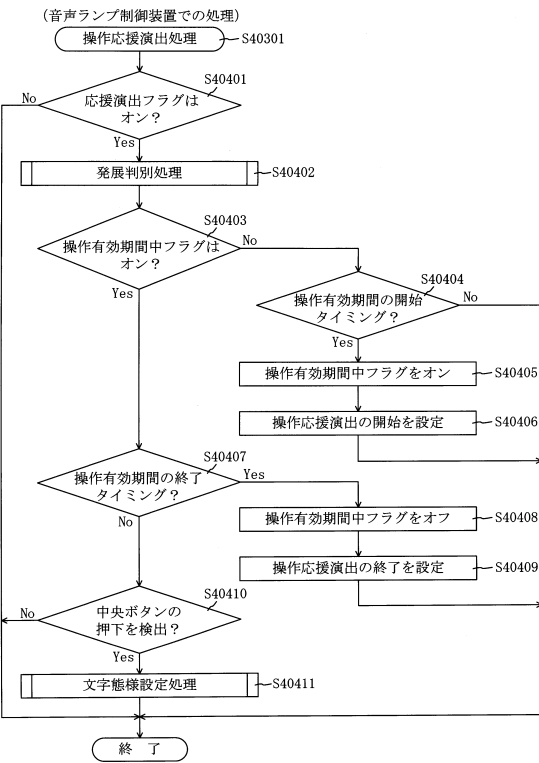 (音声ランプ制御装置での処理)
操作応援演出処理
S40301
S40401
応援演出フラグは
オン?
No
Yes
発展判別処理
S40402
S40403
操作有効期間中フラグは
オン?
No
Yes
S40404
操作有効期間の開始
タイミング?
No
Yes
操作有効期間中フラグをオン
S40405
操作応援演出の開始を設定
S40406
S40407
操作有効期間の終了
タイミング?
Yes
No
操作有効期間中フラグをオフ
S40408
操作応援演出の終了を設定
S40409
S40410
中央ボタンの
押下を検出?
No
Yes
文字態様設定処理
S40411
終 了